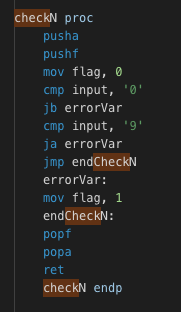 checkN proc
pusha
pushf
mov flag, 0
cmp input, '0'
jb errorVar
cmp input, '9'
ja errorVar
jmp endCheckN
errorVar:
mov flag, 1
endCheckN:
popf
popa
ret
checkN endp